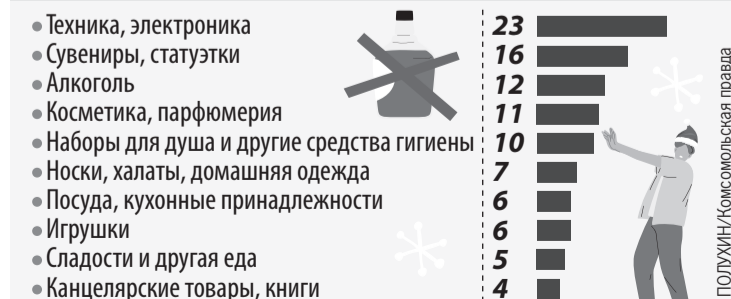 Техника, электроника 23
Сувениры, статуэтки 16
Алкоголь 12
Косметика, парфюмерия 11
Наборы для душа и другие средства гигиены 10
Носки, халаты, домашняя одежда 7
Посуда, кухонные принадлежности 6
Игрушки 6
Сладости и другая еда 5
Канцелярские товары, книги 4
ПОЛУХИН/Комсомольская правда